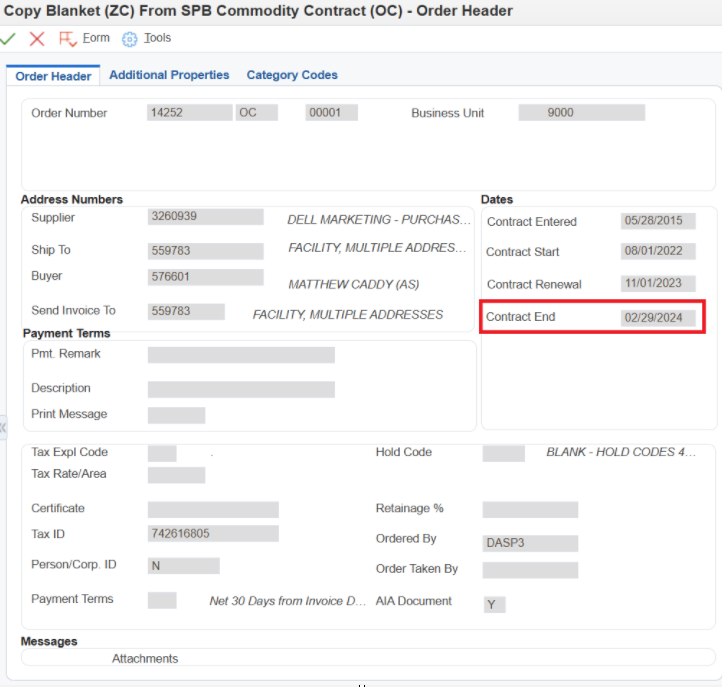 Copy Blanket (ZC) From SPB Commodity Contract (OC) - Order Header
Form Tools
Order Header Additional Properties Category Codes
Order Number 14252 OC 00001 Business Unit 9000
Address Numbers Dates
Supplier 3260939 DELL MARKETING - PURCHAS... Contract Entered 05/28/2015
Ship To 559783 FACILITY, MULTIPLE ADDRES... Contract Start 08/01/2022
Buyer 576601 MATTHEW CADDY (AS) Contract Renewal 11/01/2023
Send Invoice To 559783 FACILITY, MULTIPLE ADDRESSES Contract End 02/29/2024
Payment Terms
Pmt. Remark
Description
Print Message
Tax Expl Code . Hold Code BLANK - HOLD CODES 4...
Tax Rate/Area
Certificate Retainage %
Tax ID 742616805 Ordered By DASP3
Person/Corp. ID N Order Taken By
Payment Terms Net 30 Days from Invoice D... AIA Document Y
Messages
Attachments